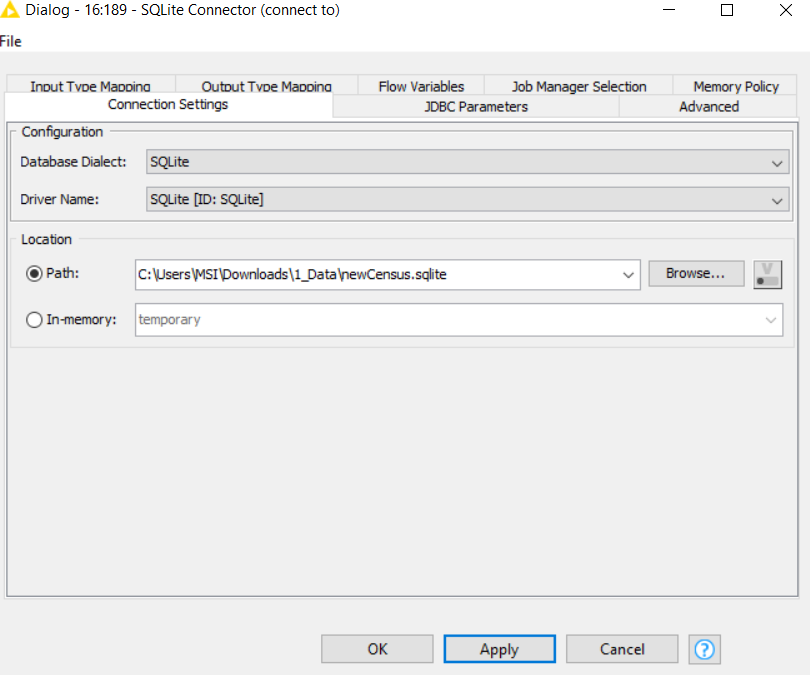 Dialog - 16:189 - SQLite Connector (connect to)
File
Input Type Mapping Output Type Mapping Flow Variables Job Manager Selection Memory Policy
Connection Settings JDBC Parameters Advanced
Configuration
Database Dialect: SQLite
Driver Name: SQLite [ID: SQLite]
Location
Path: C:\Users\MSI\Downloads\1_Data\newCensus.sqlite Browse... V
In-memory: temporary
OK Apply Cancel ?